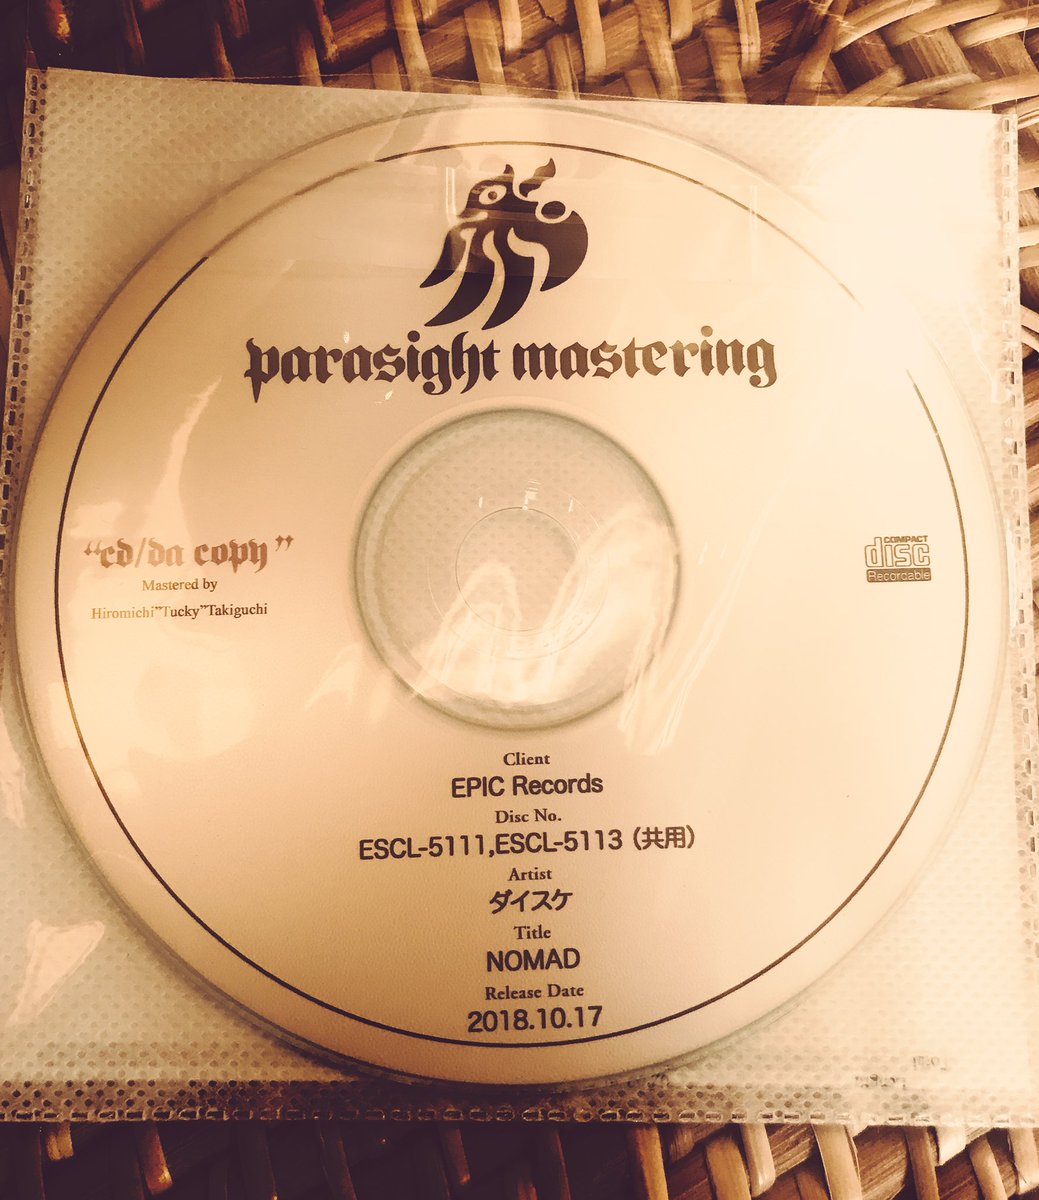 parasight mastering
“cd/da copy”
Mastered by
Hiromichi”Tucky”Takiguchi
COMPACT
disc
Recordable
Client
EPIC Records
Disc No.
ESCL-5111,ESCL-5113（共用）
Artist
ダイスケ
Title
NOMAD
Release Date
2018.10.17